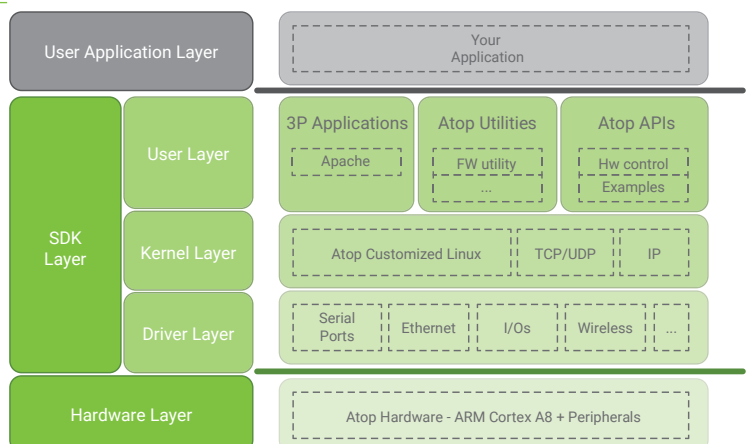 User Application Layer
Your
Application
SDK
Layer
User Layer
3P Applications
Apache
Atop Utilities
FW utility
...
Atop APIs
Hw control
Examples
Kernel Layer
Atop Customized Linux
TCP/UDP
IP
Driver Layer
Serial
Ports
Ethernet
I/Os
Wireless
...
Hardware Layer
Atop Hardware - ARM Cortex A8 + Peripherals